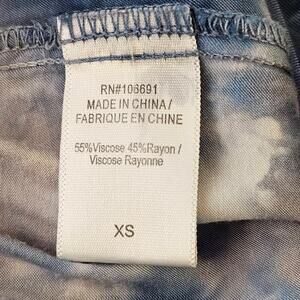 RN#106691
MADE IN CHINA/
FABRIQUE EN CHINE
55%Viscose 45%Rayon/
Viscose Rayonne
XS